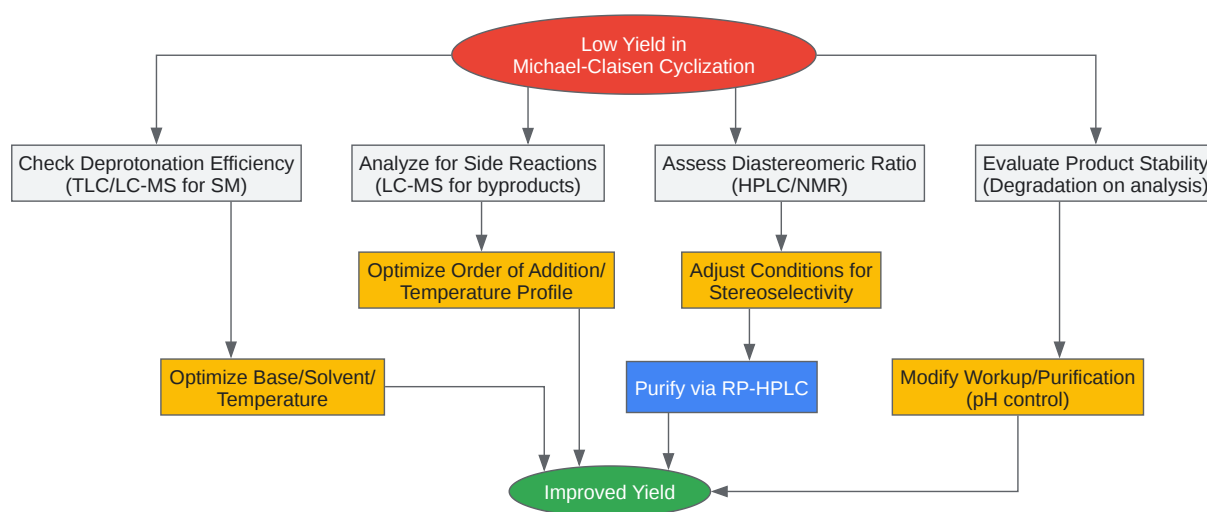 Low Yield in
Michael-Claisen Cyclization
Check Deprotonation Efficiency
(TLC/LC-MS for SM)
Analyze for Side Reactions
(LC-MS for byproducts)
Assess Diastereomeric Ratio
(HPLC/NMR)
Evaluate Product Stability
(Degradation on analysis)
Optimize Order of Addition/
Temperature Profile
Adjust Conditions for
Stereoselectivity
Optimize Base/Solvent/
Temperature
Purify via RP-HPLC
Modify Workup/Purification
(pH control)
Improved Yield